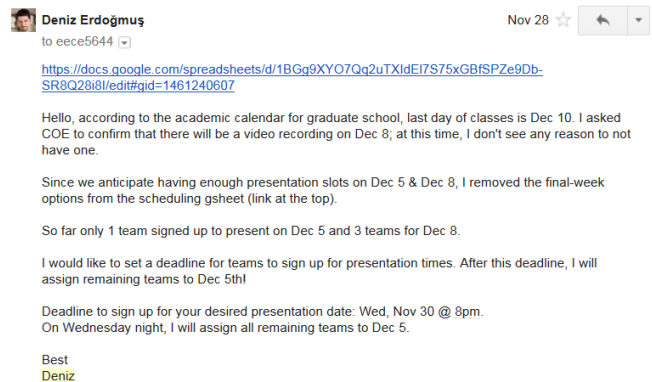 Deniz Erdoğmuş
Nov 28
to eece5644
https://docs.google.com/spreadsheets/d/1BGg9XYO7Qq2uTXIdEI7S75xGBfSPZe9Db-
SR8Q28i8I/edit#gid=1461240607
Hello, according to the academic calendar for graduate school, last day of classes is Dec 10. I asked
COE to confirm that there will be a video recording on Dec 8; at this time, I don't see any reason to not
have one.
Since we anticipate having enough presentation slots on Dec 5 & Dec 8, I removed the final-week
options from the scheduling gsheet (link at the top).
So far only 1 team signed up to present on Dec 5 and 3 teams for Dec 8.
I would like to set a deadline for teams to sign up for presentation times. After this deadline, I will
assign remaining teams to Dec 5th!
Deadline to sign up for your desired presentation date: Wed, Nov 30 @ 8pm.
On Wednesday night, I will assign all remaining teams to Dec 5.
Best
Deniz